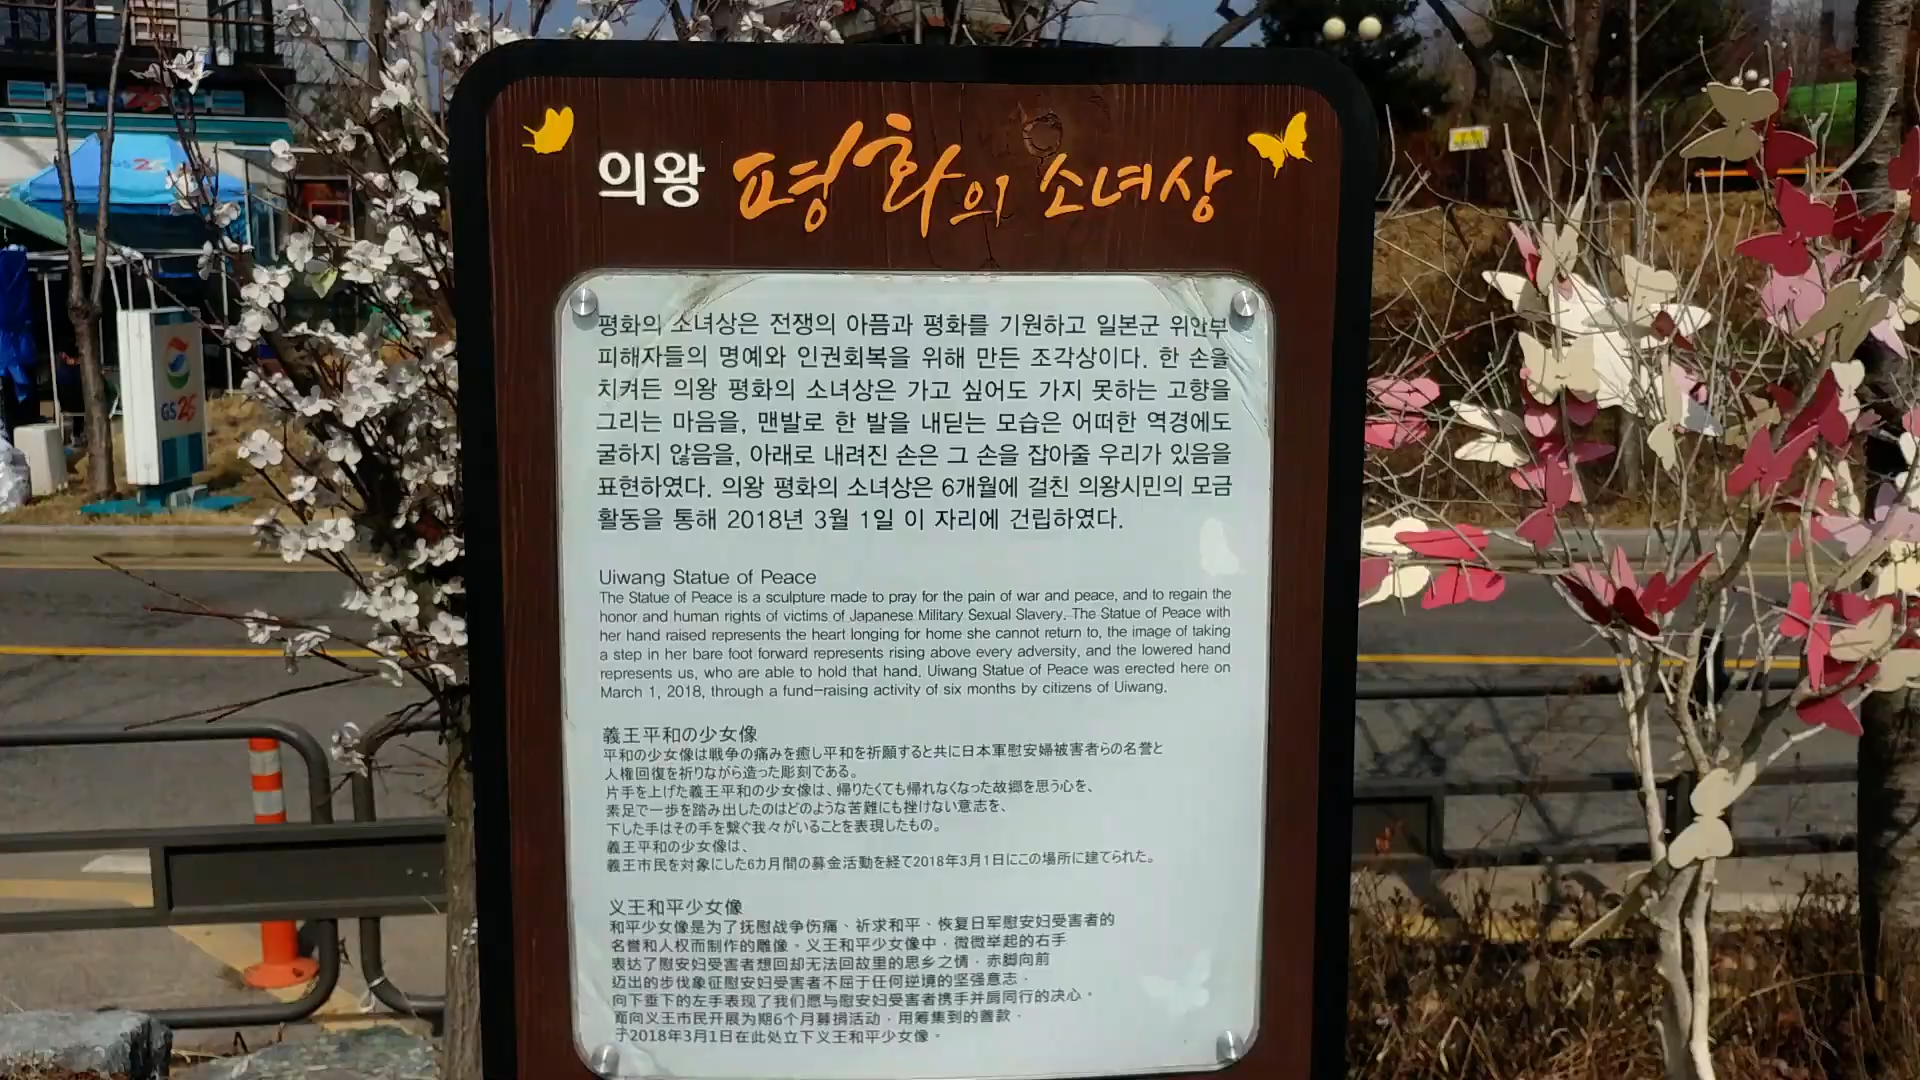 의왕 평화의 소녀상
평화의 소녀상은 전쟁의 아픔과 평화를 기원하고 일본군 위안부
피해자들의 명예와 인권회복을 위해 만든 조각상이다. 한 손을
치켜든 의왕 평화의 소녀상은 가고 싶어도 가지 못하는 고향을
그리는 마음을, 맨발로 한 발을 내딛는 모습은 어떠한 역경에도
굴하지 않음을, 아래로 내려진 손은 그 손을 잡아줄 우리가 있음을
표현하였다. 의왕 평화의 소녀상은 6개월에 걸친 의왕시민의 모금
활동을 통해 2018년 3월 1일 이 자리에 건립하였다.
Uiwang Statue of Peace
The Statue of Peace is a sculpture made to pray for the pain of war and peace, and to regain the
honor and human rights of victims of Japanese Military Sexual Slavery. The Statue of Peace with
her hand raised represents the heart longing for home she cannot return to, the image of taking
a step in her bare foot forward represents rising above every adversity, and the lowered hand
represents us, who are able to hold that hand. Uiwang Statue of Peace was erected here on
March 1, 2018, through a fund-raising activity of six months by citizens of Uiwang.
義王平和の少女像
平和の少女像は戦争の痛みを癒し平和を祈願すると共に日本軍慰安婦被害者らの名誉と
人権回復を祈りながら造った彫刻である。
片手を上げた義王平和の少女像は、帰りたくても帰れなくなった故郷を思う心を、
素足で一歩を踏み出したのはどのような苦難にも挫けない意志を、
下した手はその手を繋ぐ我々がいることを表現したもの。
義王平和の少女像は、
義王市民を対象にした6カ月間の募金活動を経て2018年3月1日にこの場所に建てられた。
义王和平少女像
和平少女像是为了抚慰战争伤痛、祈求和平、恢复日军慰安妇受害者的
名誉和人权而制作的雕像。义王和平少女像中，微微举起的右手
表达了慰安妇受害者想回却无法回故里的思乡之情，赤脚向前
迈出的步伐象征慰安妇受害者不屈于任何逆境的坚强意志，
向下垂下的左手表现了我们愿与慰安妇受害者携手并肩同行的决心。
面向义王市民开展为期6个月募捐活动，用筹集到的善款，
于2018年3月1日在此处立下义王和平少女像。
GS25
GS25